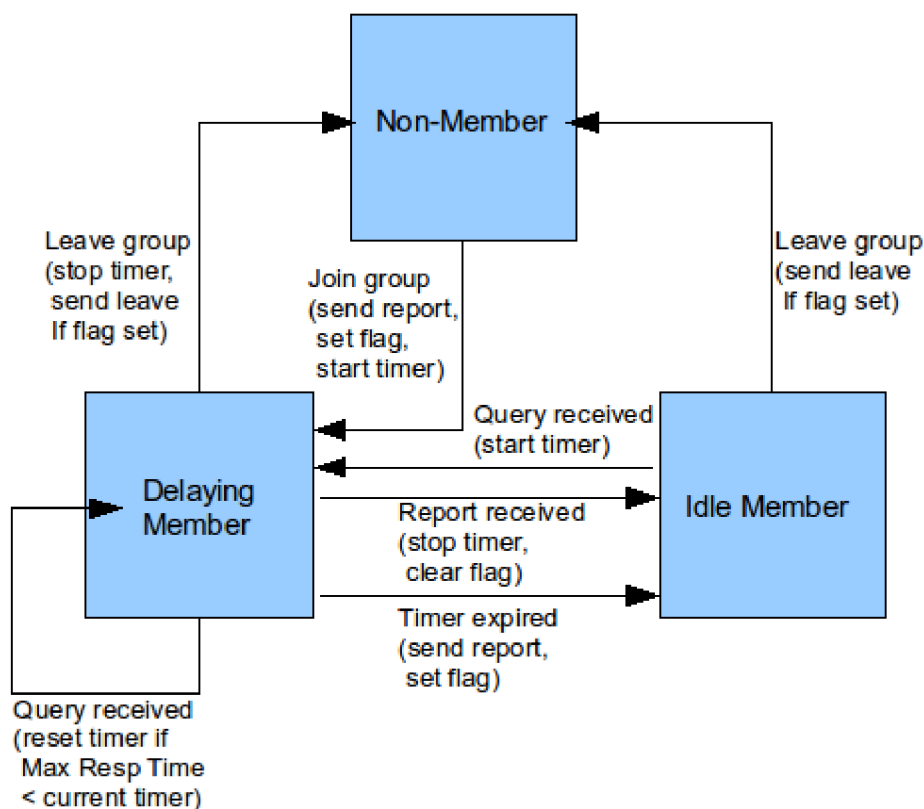 Non-Member
Leave group
(stop timer,
send leave
If flag set)
Join group
(send report,
set flag,
start timer)
Leave group
(send leave
If flag set)
Query received
(start timer)
Delaying
Member
Idle Member
Report received
(stop timer,
clear flag)
Timer expired
(send report,
set flag)
Query received
(reset timer if
Max Resp Time
< current timer)